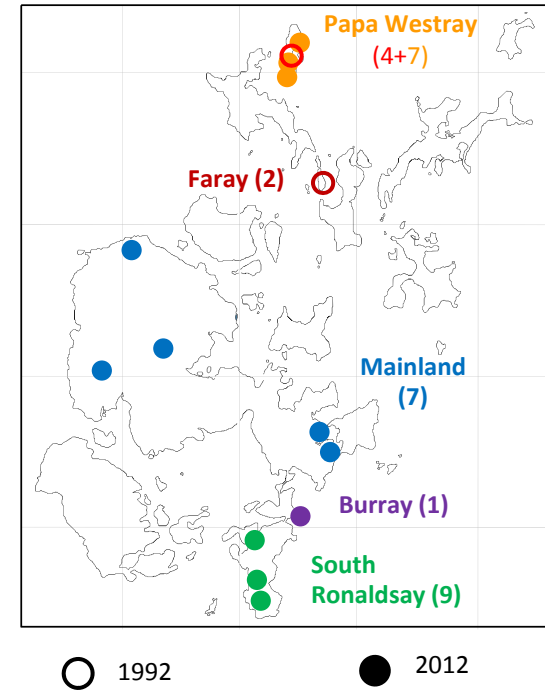 Papa Westray
(4+7)
Faray (2)
Mainland
(7)
Burray (1)
South
Ronaldsay (9)
1992
2012